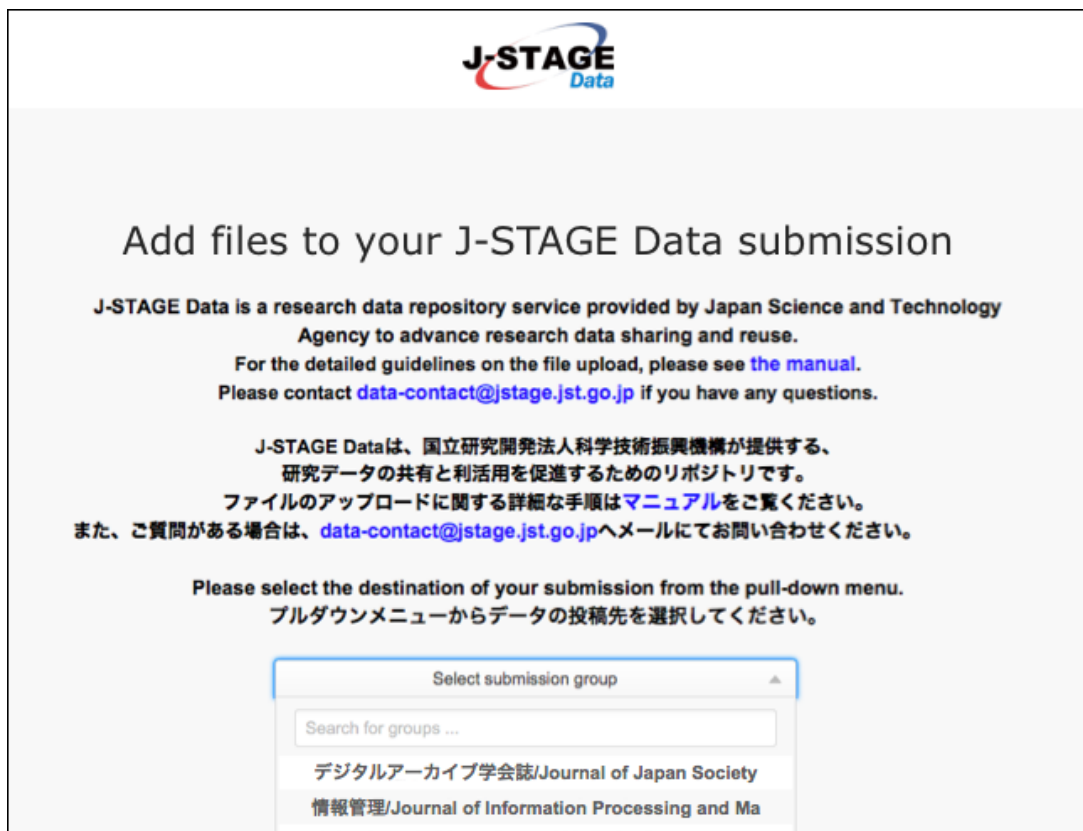 J-STAGE
Data
Add files to your J-STAGE Data submission
J-STAGE Data is a research data repository service provided by Japan Science and Technology
Agency to advance research data sharing and reuse.
For the detailed guidelines on the file upload, please see the manual.
Please contact data-contact@jstage.jst.go.jp if you have any questions.
J-STAGE Dataは、国立研究開発法人科学技術振興機構が提供する、
研究データの共有と利活用を促進するためのリポジトリです。
ファイルのアップロードに関する詳細な手順はマニュアルをご覧ください。
また、ご質問がある場合は、data-contact@jstage.jst.go.jpへメールにてお問い合わせください。
Please select the destination of your submission from the pull-down menu.
プルダウンメニューからデータの投稿先を選択してください。
Select submission group
Search for groups ...
デジタルアーカイブ学会誌/Journal of Japan Society
情報管理/Journal of Information Processing and Ma